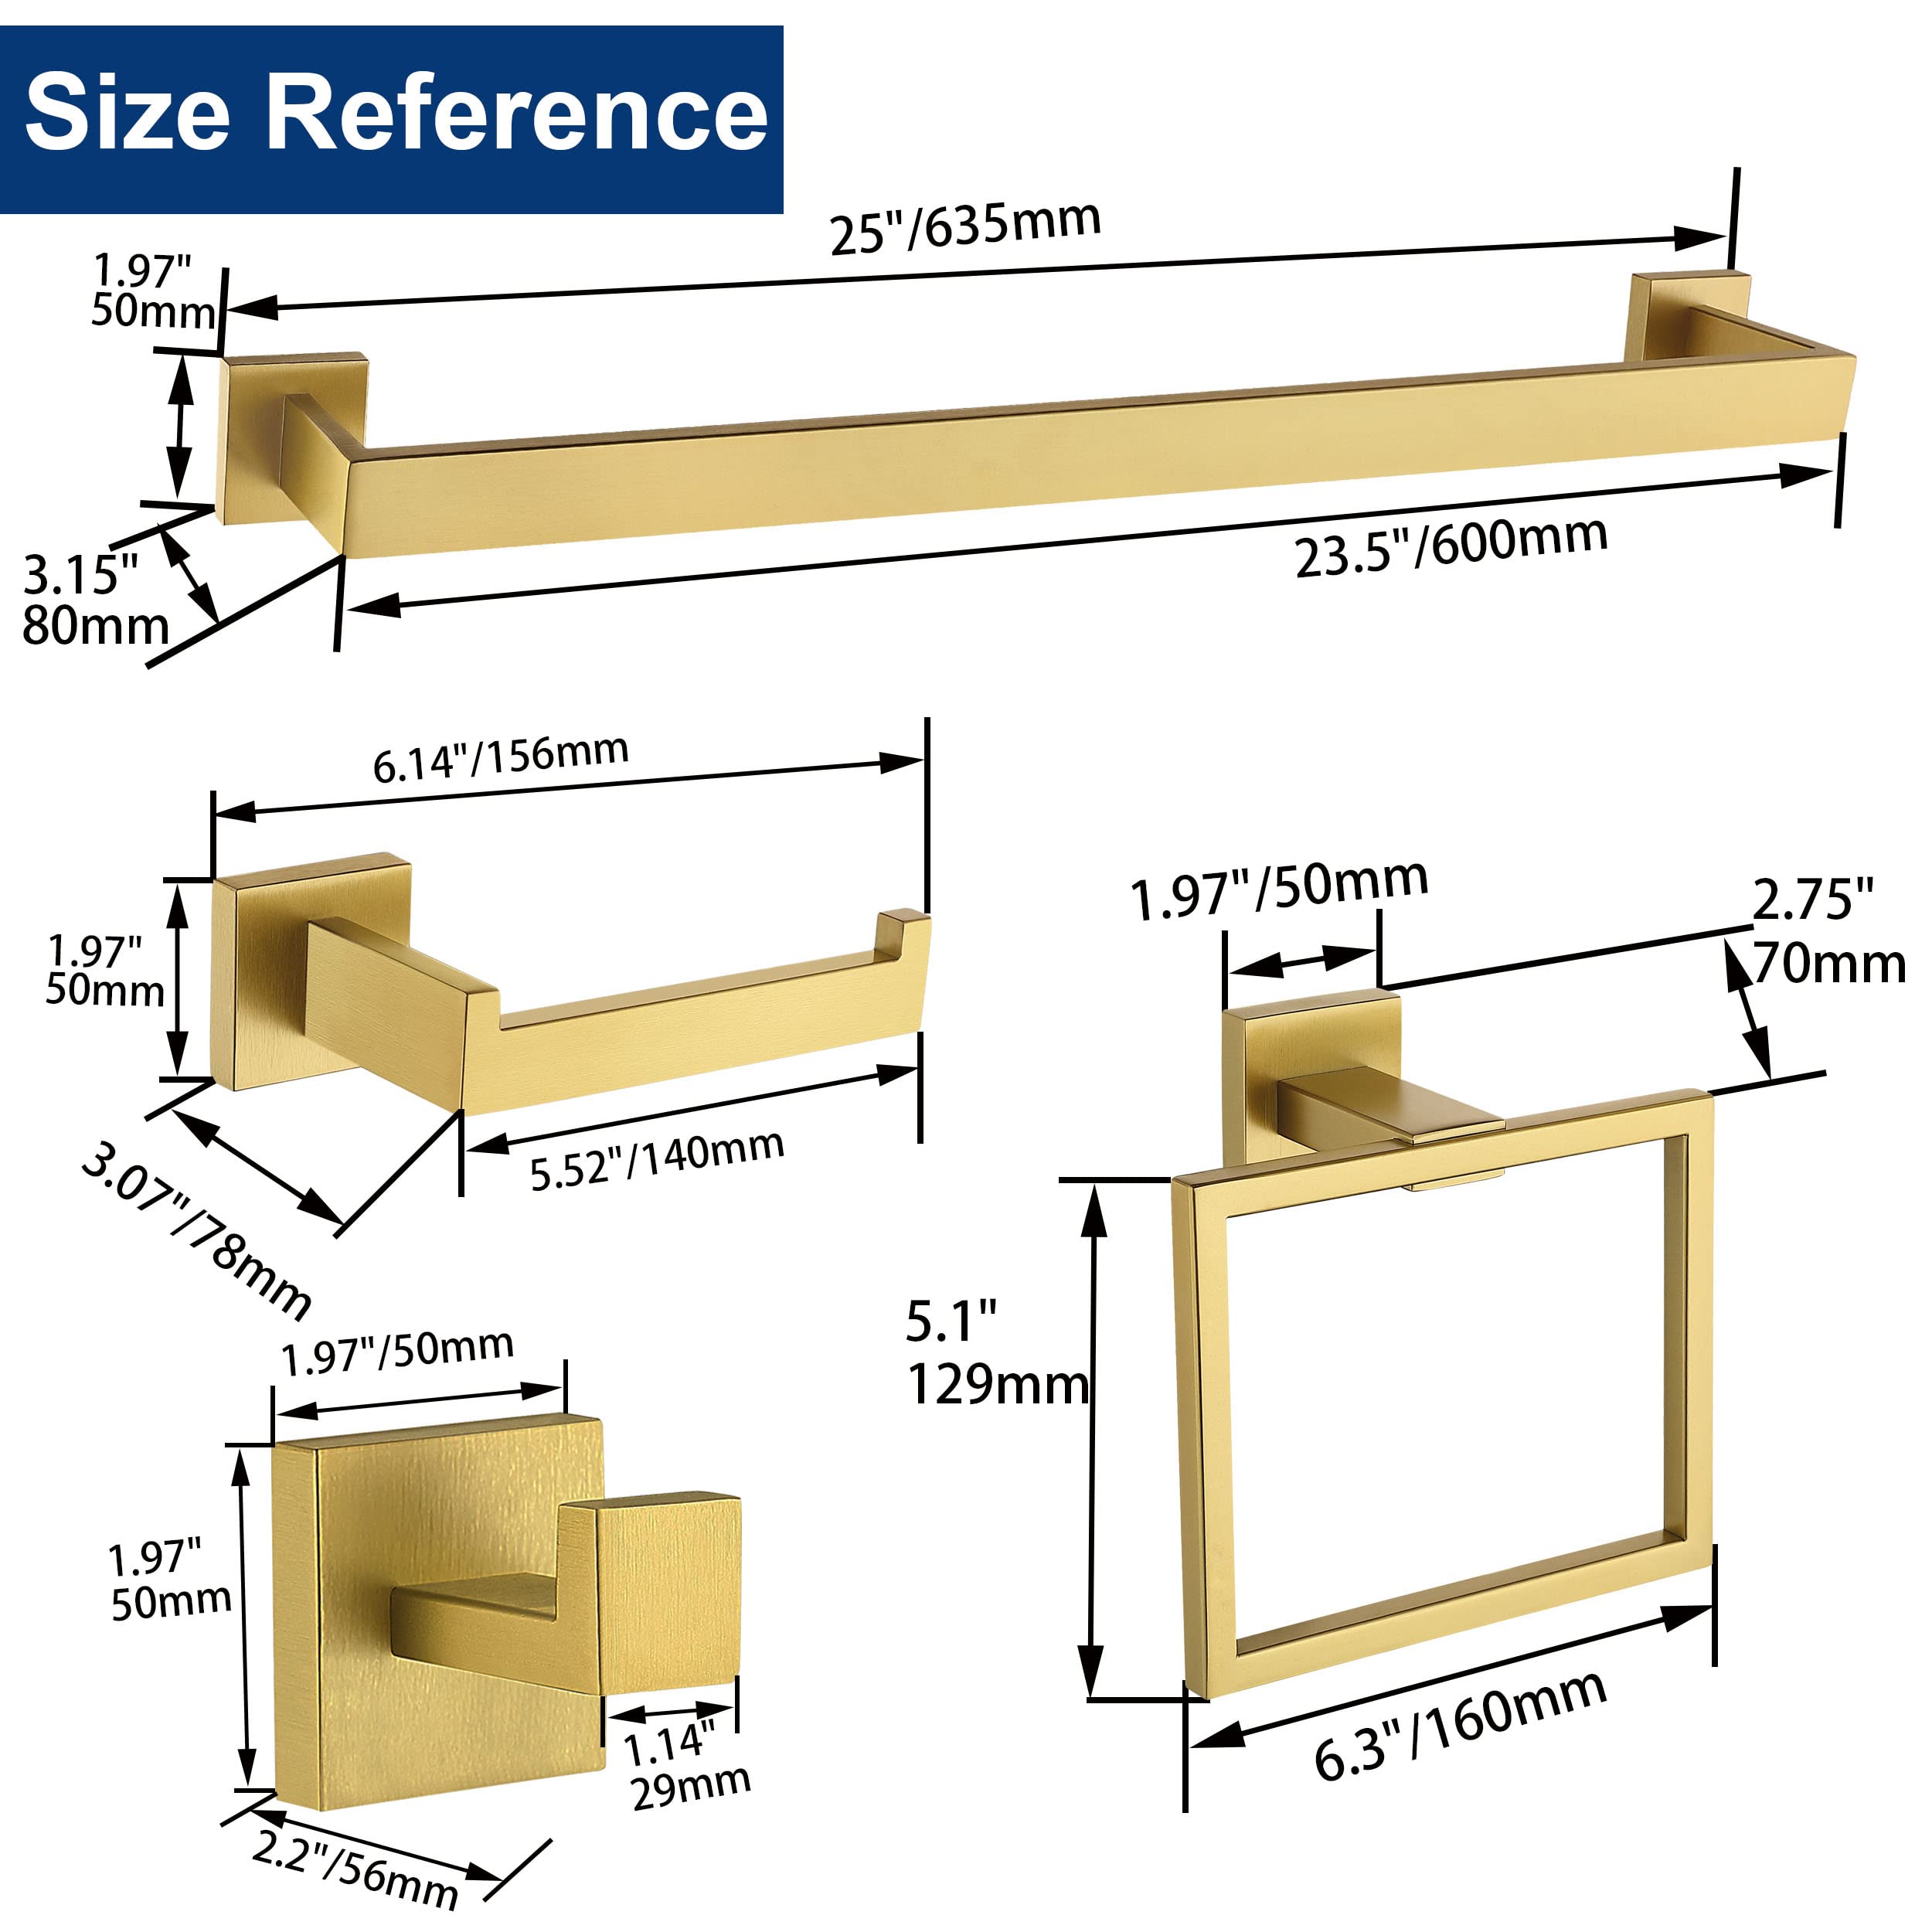 Size Reference
25"/635mm
1.97"
50mm
3.15"
80mm
23.5"/600mm
6.14"/156mm
1.97"
50mm
3.07"/78mm
5.52"/140mm
1.97"/50mm
2.75"
70mm
5.1"
129mm
6.3"/160mm
1.97"/50mm
1.97"
50mm
1.14"
29mm
2.2"/56mm